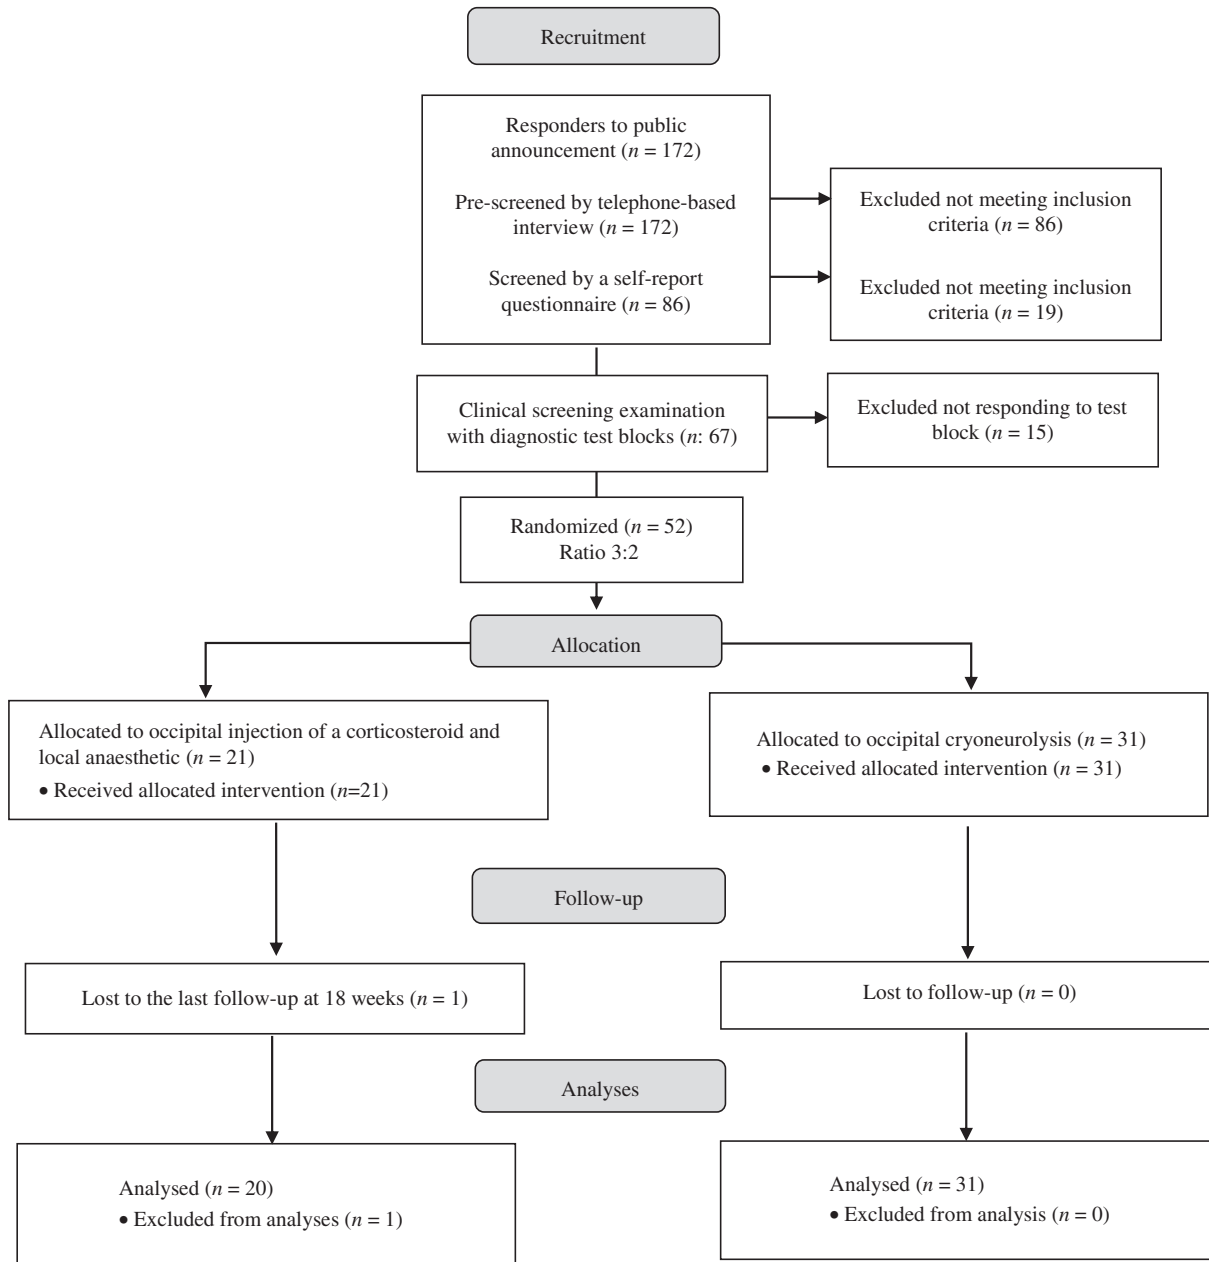 Recruitment
Responders to public
announcement (n = 172)
Pre-screened by telephone-based
interview (n = 172)
Screened by a self-report
questionnaire (n = 86)
Excluded not meeting inclusion
criteria (n = 86)
Excluded not meeting inclusion
criteria (n = 19)
Clinical screening examination
with diagnostic test blocks (n: 67)
Excluded not responding to test
block (n = 15)
Randomized (n = 52)
Ratio 3:2
Allocation
Allocated to occipital injection of a corticosteroid and
local anaesthetic (n = 21)
• Received allocated intervention (n=21)
Allocated to occipital cryoneurolysis (n = 31)
• Received allocated intervention (n = 31)
Follow-up
Lost to the last follow-up at 18 weeks (n = 1)
Lost to follow-up (n = 0)
Analyses
Analysed (n = 20)
• Excluded from analyses (n = 1)
Analysed (n = 31)
• Excluded from analysis (n = 0)